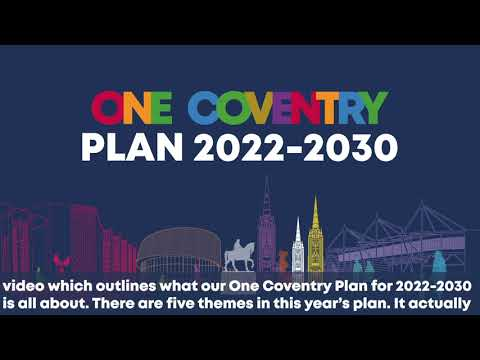 ONE COVENTRY
PLAN 2022-2030
video which outlines what our One Coventry Plan for 2022-2030
is all about. There are five themes in this year's plan. It actually